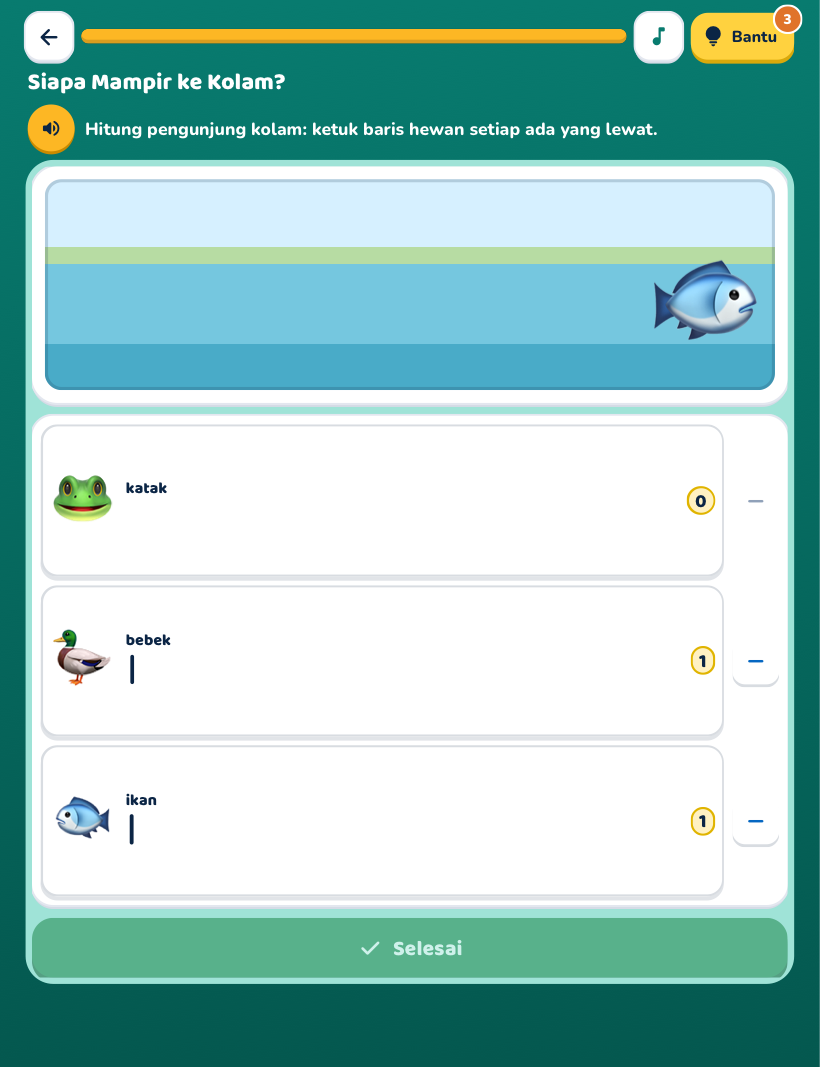 3
Bantu
Siapa Mampir ke Kolam?
Hitung pengunjung kolam: ketuk baris hewan setiap ada yang lewat.
katak
0
bebek
1
ikan
1
Selesai